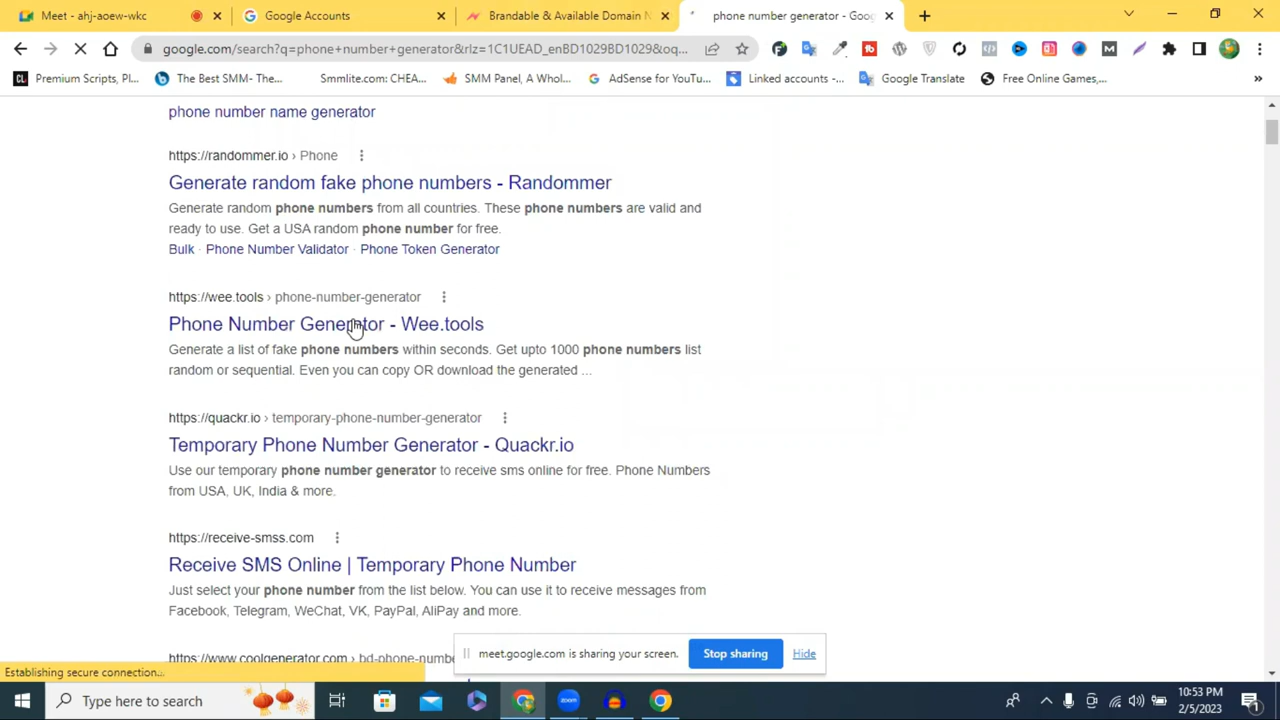 Meet - ahj-aoew-wkc
Google Accounts
Brandable & Available Domain N
phone number generator - Goog
google.com/search?q=phone+number+generator&rlz=1C1UEAD_enBD1029BD1029&oq...
Premium Scripts, Pl...
The Best SMM- The...
Smmlite.com: CHEA...
SMM Panel, A Whol...
AdSense for YouTu...
Linked accounts -...
Google Translate
Free Online Games,...
phone number name generator
https://randommer.io › Phone
Generate random fake phone numbers - Randommer
Generate random phone numbers from all countries. These phone numbers are valid and
ready to use. Get a USA random phone number for free.
Bulk · Phone Number Validator · Phone Token Generator
https://wee.tools › phone-number-generator
Phone Number Generator - Wee.tools
Generate a list of fake phone numbers within seconds. Get upto 1000 phone numbers list
random or sequential. Even you can copy OR download the generated ...
https://quackr.io › temporary-phone-number-generator
Temporary Phone Number Generator - Quackr.io
Use our temporary phone number generator to receive sms online for free. Phone Numbers
from USA, UK, India & more.
https://receive-smss.com
Receive SMS Online | Temporary Phone Number
Just select your phone number from the list below. You can use it to receive messages from
Facebook, Telegram, WeChat, VK, PayPal, AliPay and more.
https://www.coolgenerator.com › bd-phone-numbe
meet.google.com is sharing your screen.
Stop sharing
Hide
Establishing secure connection...
Type here to search
zoom
10:53 PM
2/5/2023